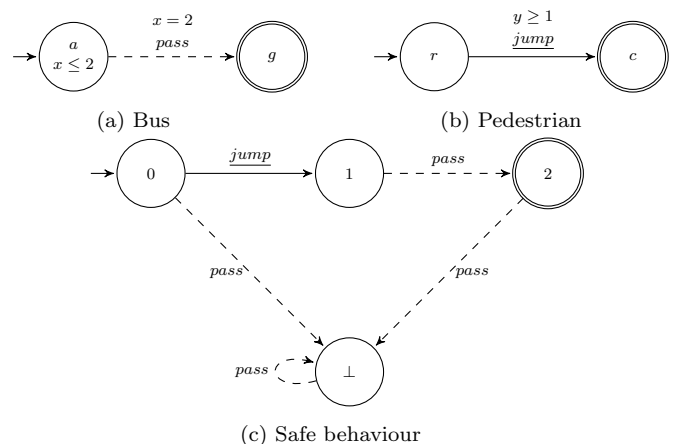 x = 2
pass
a
x ≤ 2
g
(a) Bus
y ≥ 1
jump
r
c
(b) Pedestrian
0
jump
1
pass
2
pass
pass
pass
⊥
(c) Safe behaviour